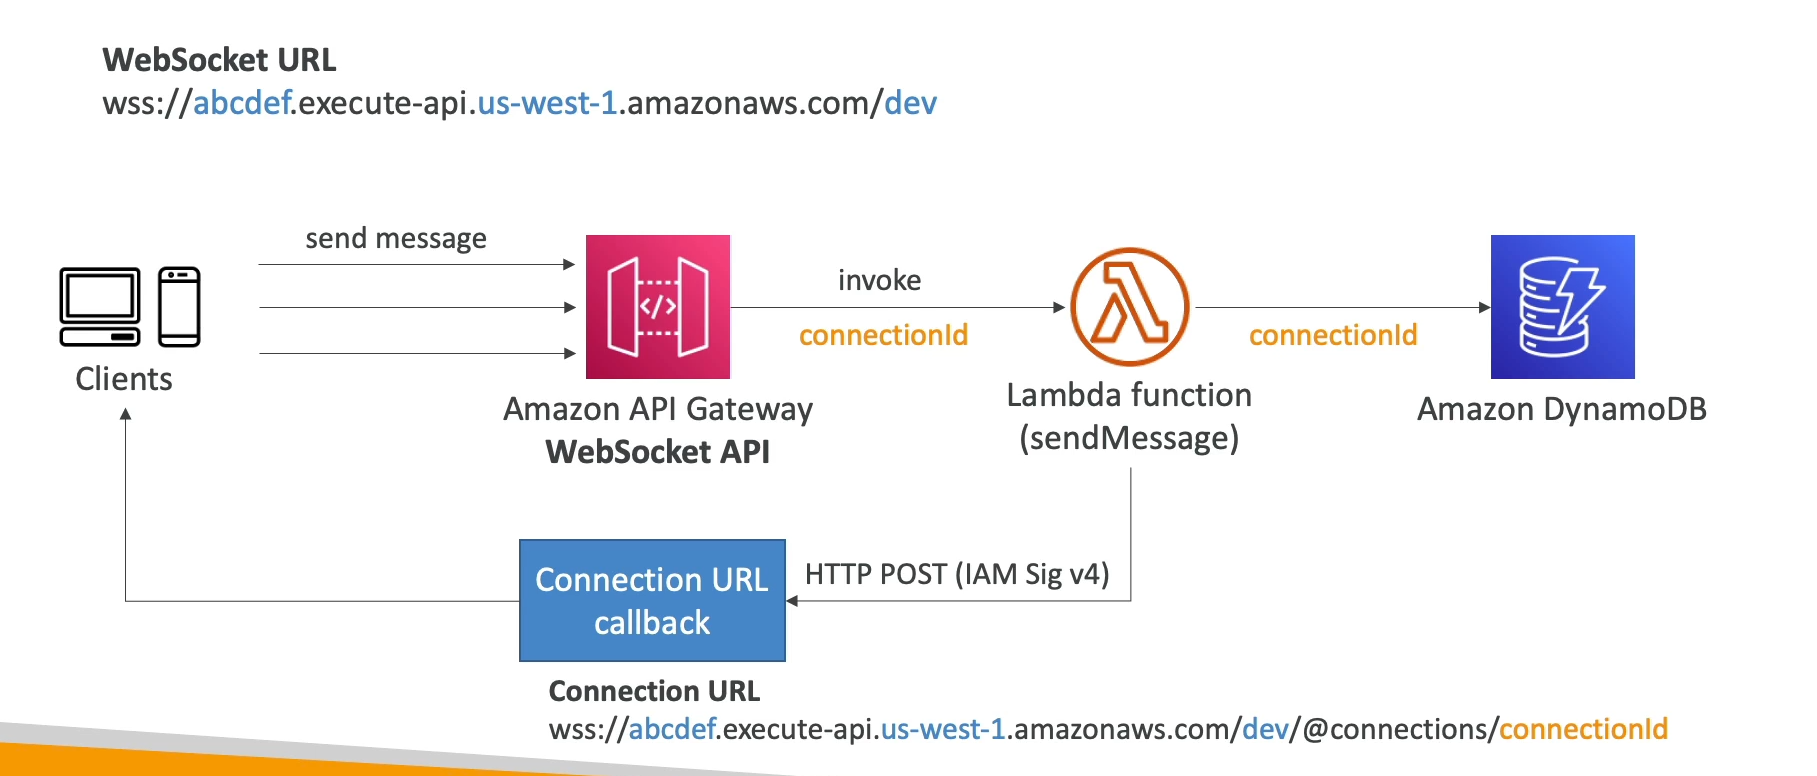 WebSocket URL
wss://abcdef.execute-api.us-west-1.amazonaws.com/dev
send message
invoke
connectionId
connectionId
</>
Clients
Amazon API Gateway
WebSocket API
Lambda function
(sendMessage)
Amazon DynamoDB
Connection URL
callback
HTTP POST (IAM Sig v4)
Connection URL
wss://abcdef.execute-api.us-west-1.amazonaws.com/dev/@connections/connectionId